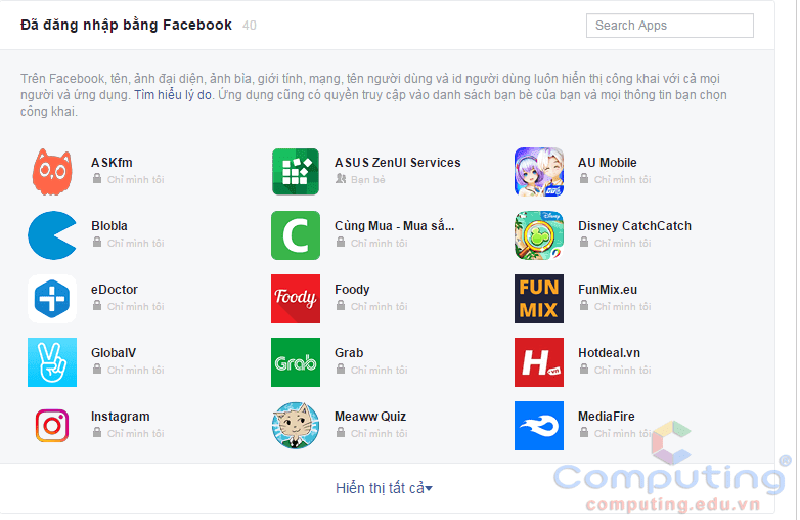 Đã đăng nhập bằng Facebook 40
Search Apps
Trên Facebook, tên, ảnh đại diện, ảnh bìa, giới tính, mạng, tên người dùng và id người dùng luôn hiển thị công khai với cả mọi
người và ứng dụng. Tìm hiểu lý do. Ứng dụng cũng có quyền truy cập vào danh sách bạn bè của bạn và mọi thông tin bạn chọn
công khai.
ASKfm
Chỉ mình tôi
ASUS ZenUI Services
Bạn bè
AU Mobile
Chỉ mình tôi
Blobla
Chỉ mình tôi
C
Cùng Mua - Mua sắ...
Chỉ mình tôi
Disney
Disney CatchCatch
Chỉ mình tôi
eDoctor
Chỉ mình tôi
Foody
Foody
Chỉ mình tôi
FUN
MIX
FunMix.eu
Chỉ mình tôi
GlobalV
Chỉ mình tôi
Grab
Grab
Chỉ mình tôi
H
Hotdeal.vn
Chỉ mình tôi
Instagram
Chỉ mình tôi
Meaww Quiz
Chỉ mình tôi
MediaFire
Chỉ mình tôi
Hiển thị tất cả
Computing®
computing.edu.vn